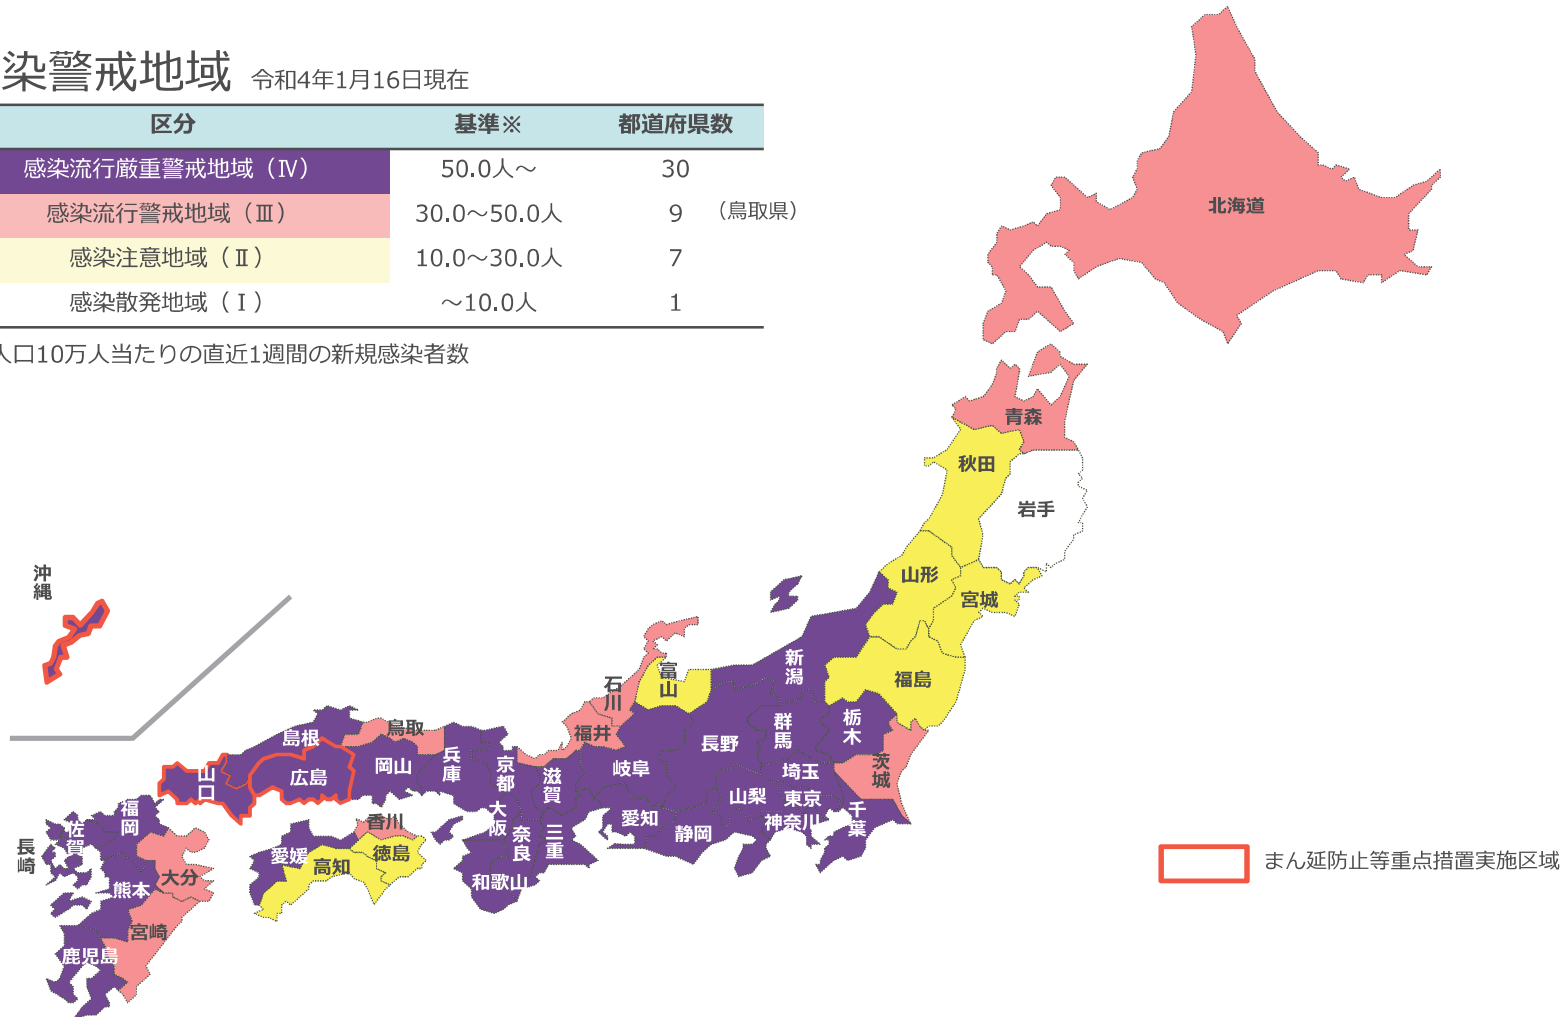 染警戒地域 令和4年1月16日現在
区分 基準※ 都道府県数
感染流行厳重警戒地域（Ⅳ） 50.0人～ 30
感染流行警戒地域（Ⅲ） 30.0～50.0人 9 （鳥取県）
感染注意地域（Ⅱ） 10.0～30.0人 7
感染散発地域（Ⅰ） ～10.0人 1
人口10万人当たりの直近1週間の新規感染者数
北海道
青森
秋田
岩手
山形
宮城
福島
新潟
富山
石川
福井
栃木
群馬
茨城
長野
埼玉
岐阜
山梨
東京
千葉
神奈川
愛知
静岡
滋賀
三重
京都
大阪
奈良
和歌山
兵庫
鳥取
島根
岡山
広島
山口
香川
徳島
愛媛
高知
福岡
佐賀
長崎
大分
熊本
宮崎
鹿児島
沖縄
まん延防止等重点措置実施区域